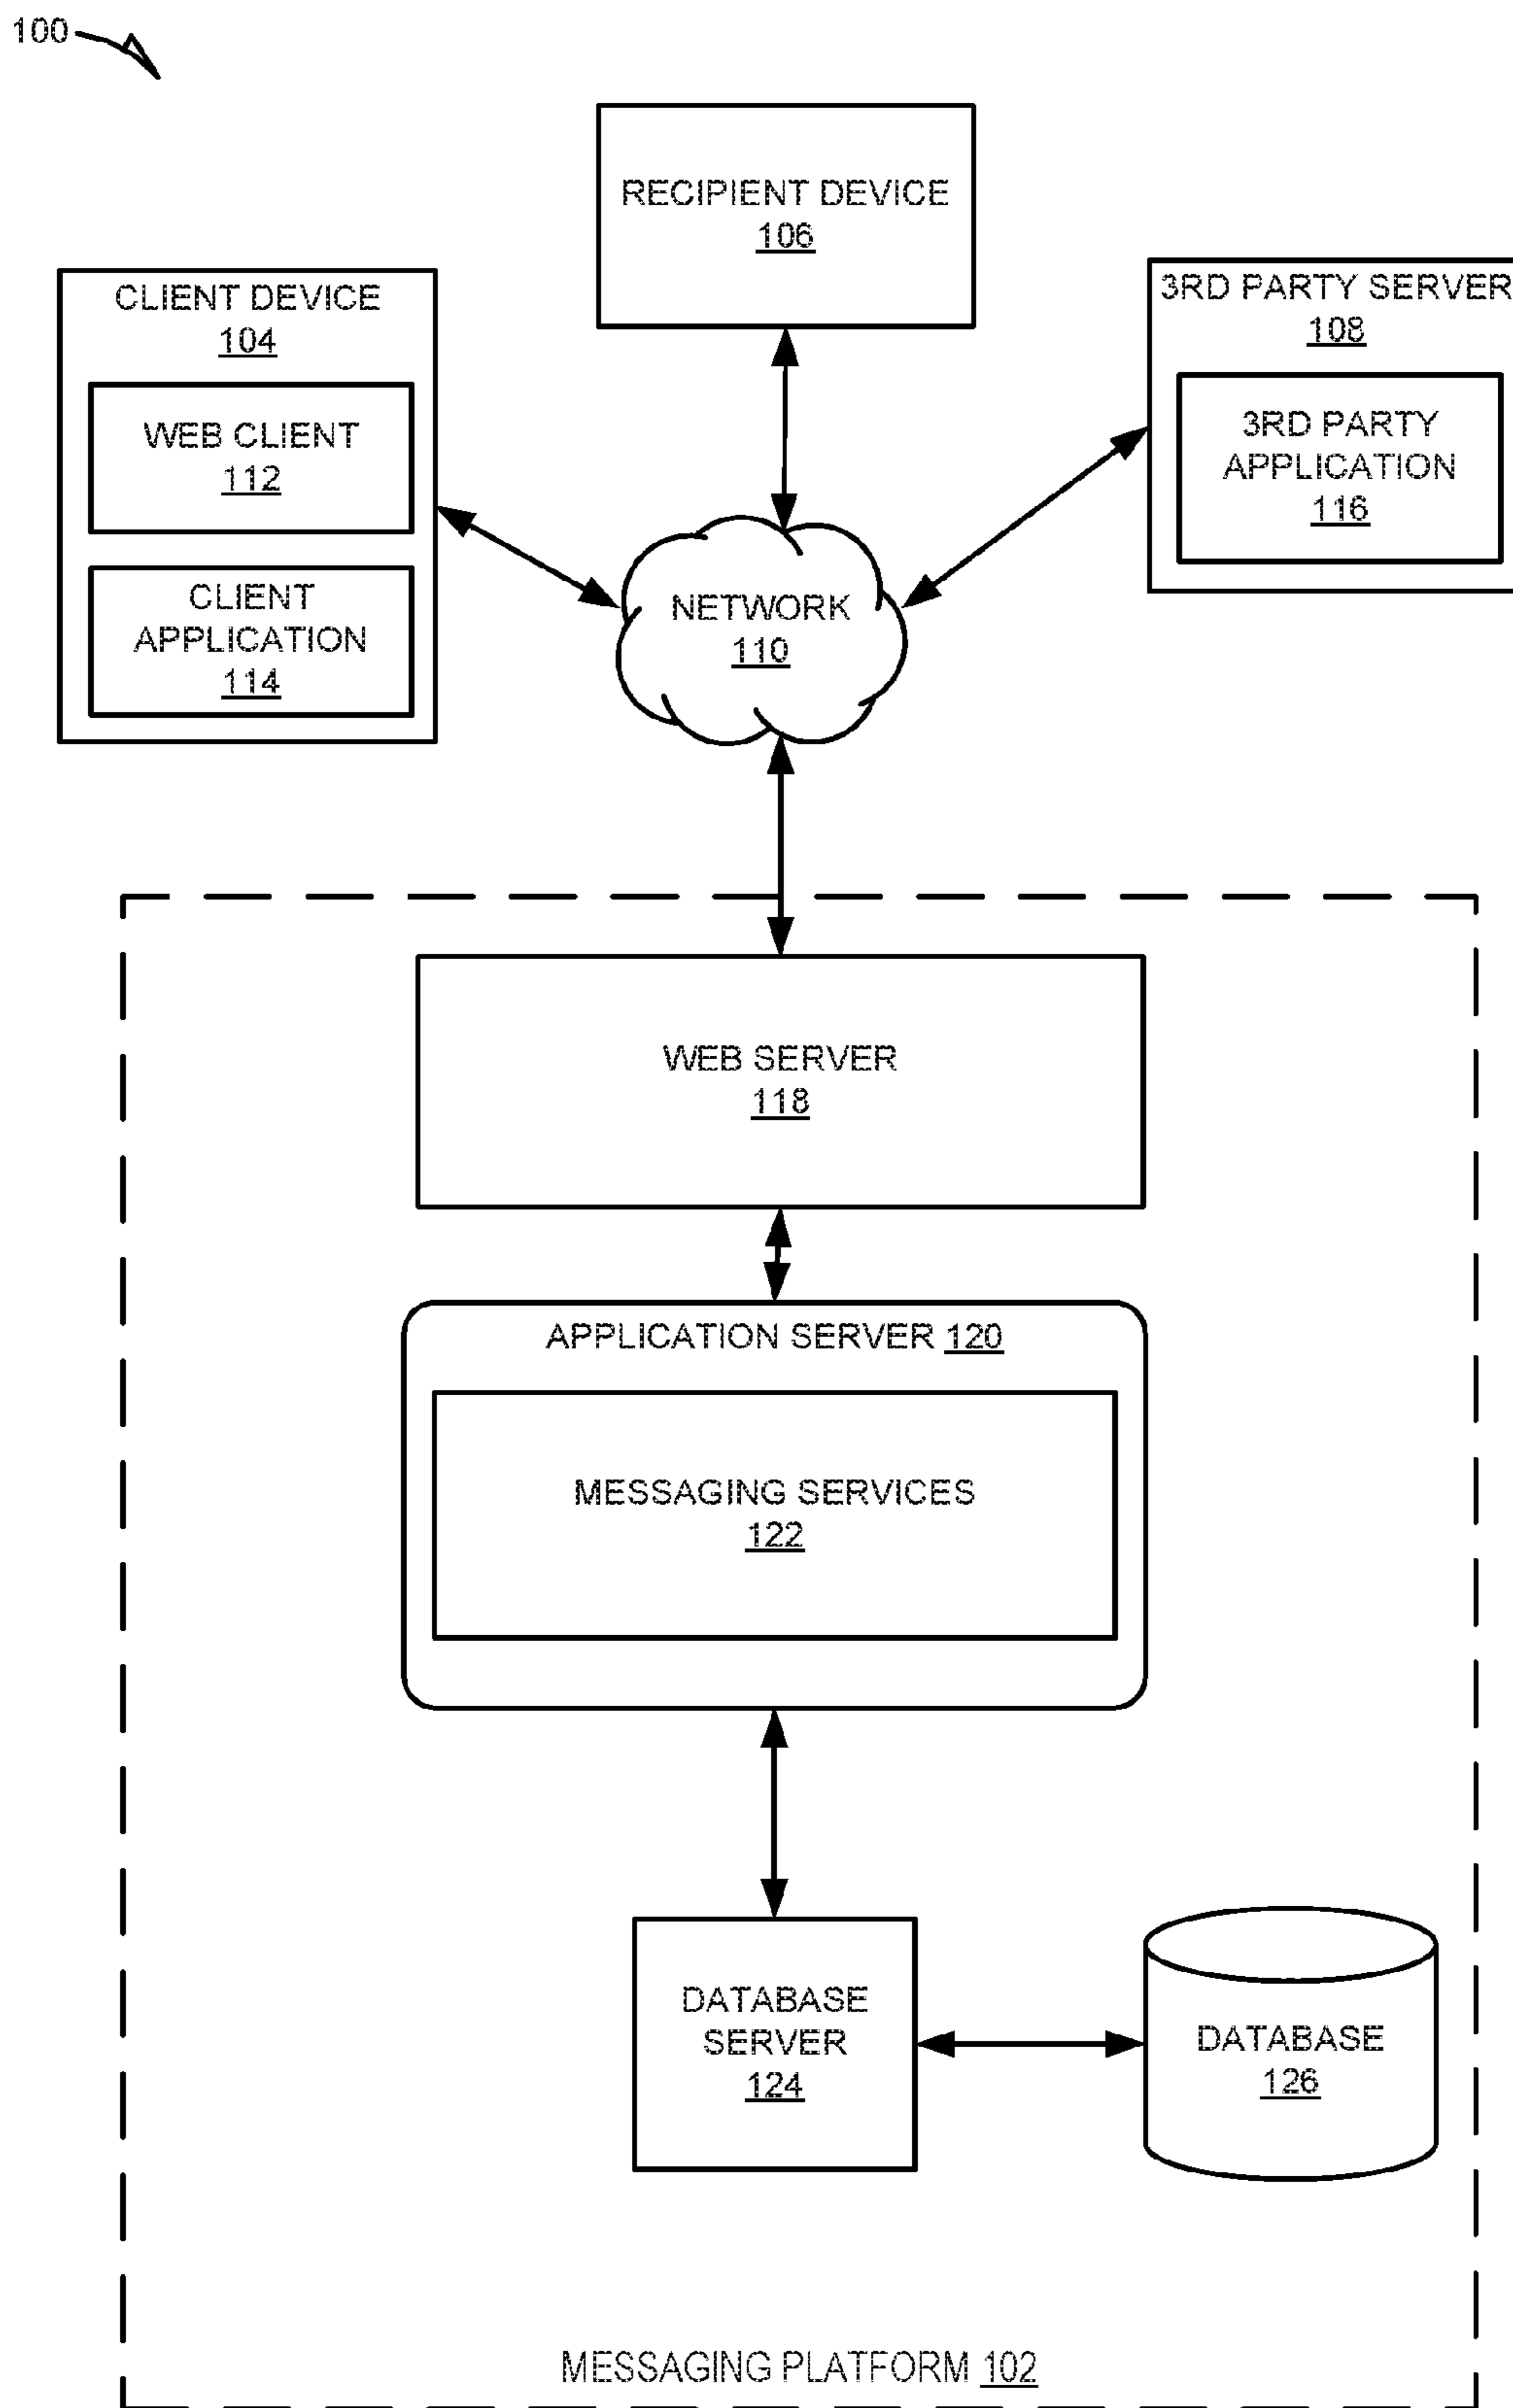 100
RECIPIENT DEVICE
106
CLIENT DEVICE
104
WEB CLIENT
112
CLIENT
APPLICATION
114
3RD PARTY SERVER
108
3RD PARTY
APPLICATION
116
NETWORK
110
WEB SERVER
118
APPLICATION SERVER 120
MESSAGING SERVICES
122
DATABASE
SERVER
124
DATABASE
126
MESSAGING PLATFORM 102